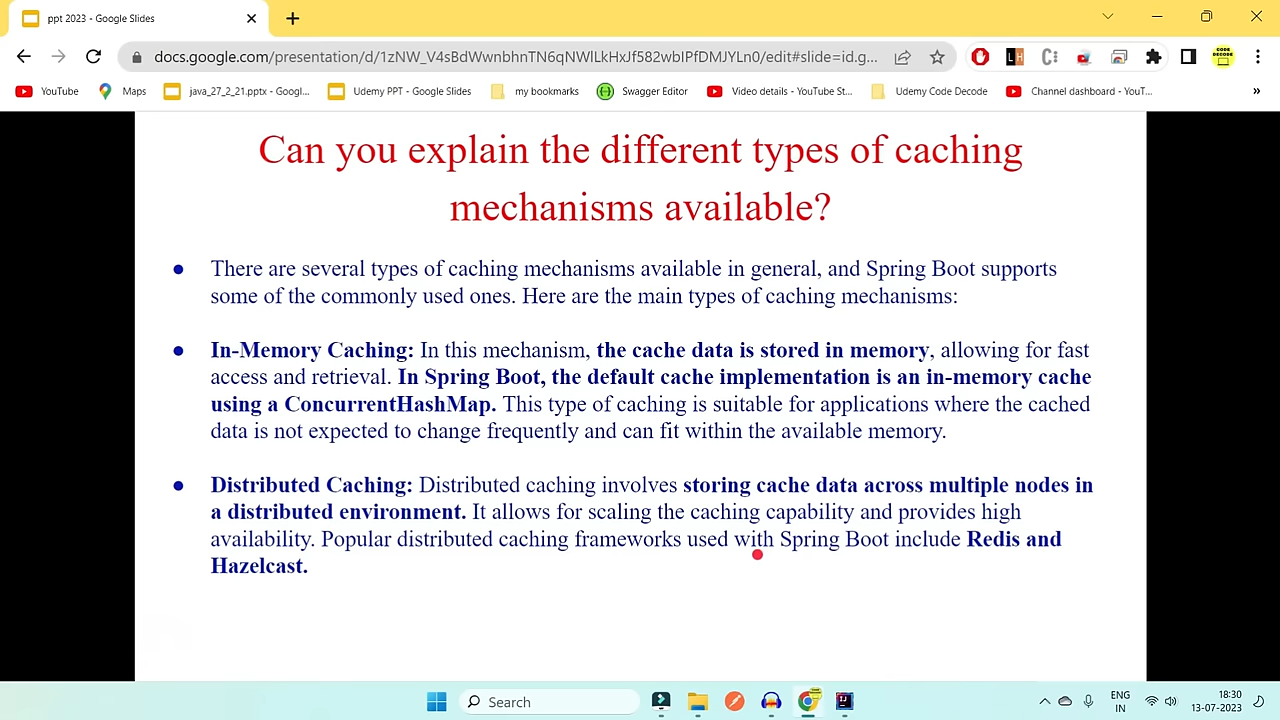 ppt 2023 - Google Slides
docs.google.com/presentation/d/1zNW_V4s3dWwnbhnTN6qNWlLkHxJf582wbIPfDMJYLn0/edit#slide=id.g...
YouTube Maps java_27_2_21.pptx - Googl... Udemy PPT - Google Slides my bookmarks Swagger Editor Video details - YouTube St... Udemy Code Decode Channel dashboard - YouT... »
Can you explain the different types of caching
mechanisms available?
There are several types of caching mechanisms available in general, and Spring Boot supports
some of the commonly used ones. Here are the main types of caching mechanisms:
In-Memory Caching: In this mechanism, the cache data is stored in memory, allowing for fast
access and retrieval. In Spring Boot, the default cache implementation is an in-memory cache
using a ConcurrentHashMap. This type of caching is suitable for applications where the cached
data is not expected to change frequently and can fit within the available memory.
Distributed Caching: Distributed caching involves storing cache data across multiple nodes in
a distributed environment. It allows for scaling the caching capability and provides high
availability. Popular distributed caching frameworks used with Spring Boot include Redis and
Hazelcast.
Search
ENG
IN
18:30
13-07-2023